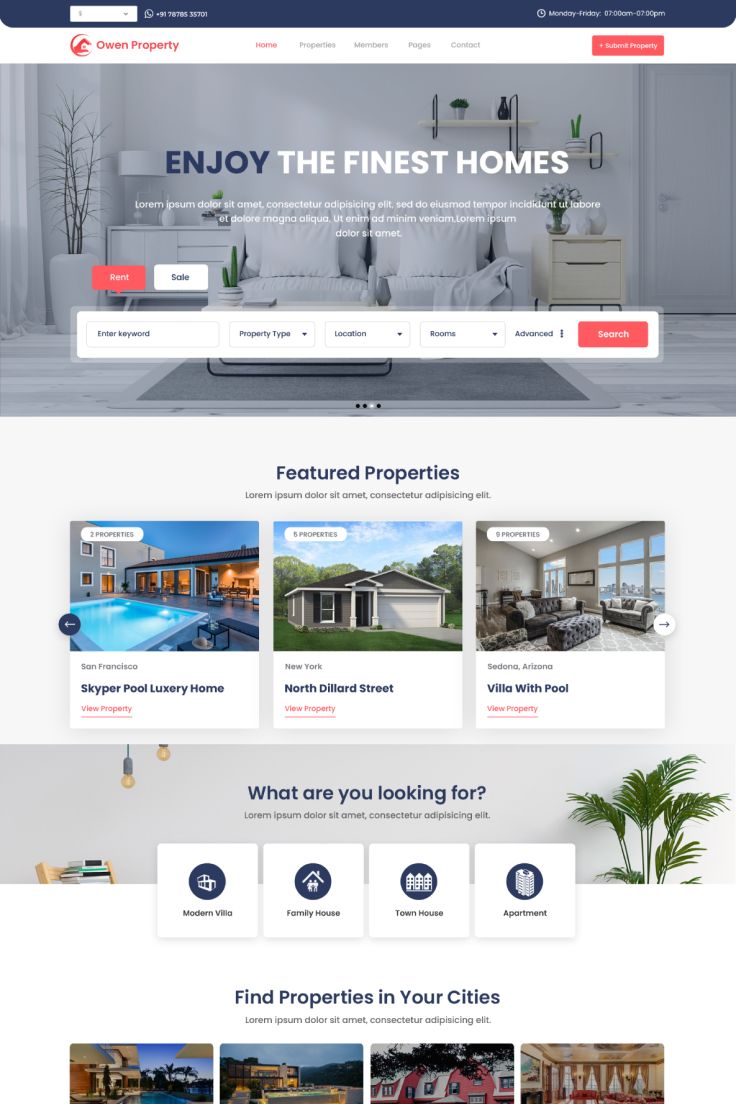 $
+91 78785 35701
Monday-Friday: 07:00am-07:00pm
Owen Property
Home
Properties
Members
Pages
Contact
+ Submit Property
ENJOY THE FINEST HOMES
Lorem ipsum dolor sit amet, consectetur adipisicing elit, sed do eiusmod tempor incididunt ut labore
et dolore magna aliqua. Ut enim ad minim veniam,Lorem ipsum
dolor sit amet.
Rent
Sale
Enter keyword
Property Type
Location
Rooms
Advanced
Search
Featured Properties
Lorem ipsum dolor sit amet, consectetur adipisicing elit.
2 PROPERTIES
5 PROPERTIES
9 PROPERTIES
San Francisco
New York
Sedona, Arizona
Skyper Pool Luxery Home
North Dillard Street
Villa With Pool
View Property
View Property
View Property
What are you looking for?
Lorem ipsum dolor sit amet, consectetur adipisicing elit.
Modern Villa
Family House
Town House
Apartment
Find Properties in Your Cities
Lorem ipsum dolor sit amet, consectetur adipisicing elit.